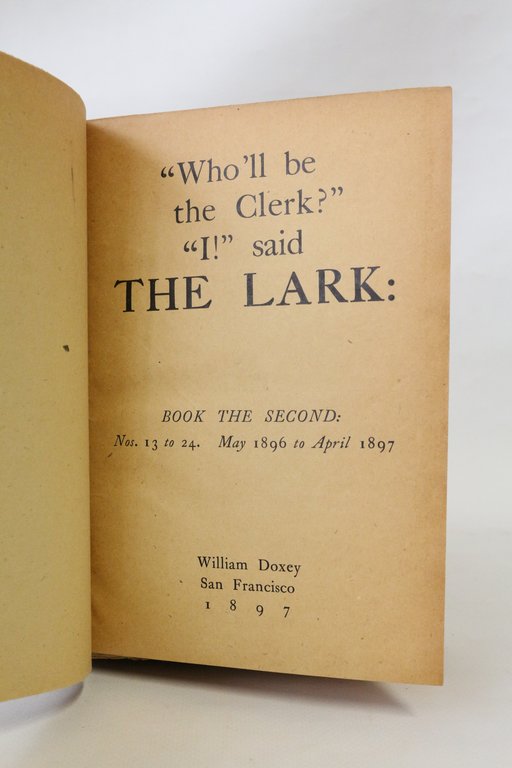 “Who’ll be
the Clerk?”
“I!” said
THE LARK:
BOOK THE SECOND:
Nos. 13 to 24. May 1896 to April 1897
William Doxey
San Francisco
1 8 9 7